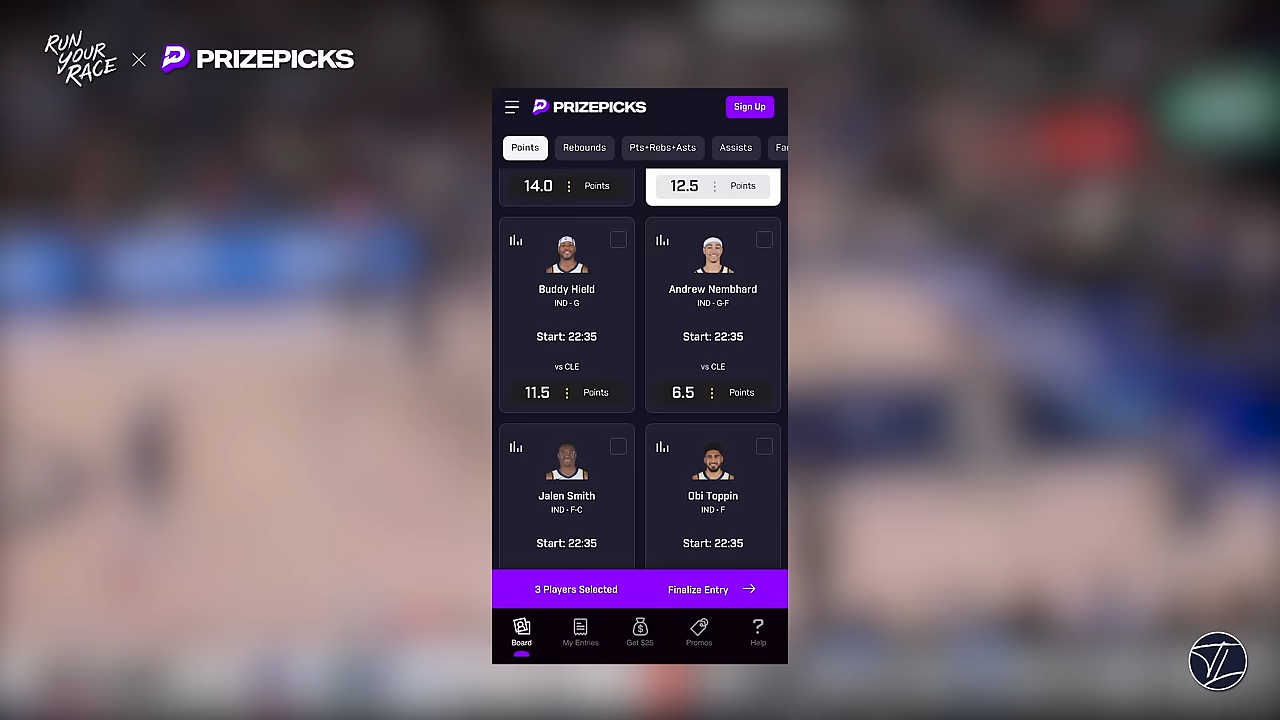 RUN
YOUR
RACE
× PRIZEPICKS
PRIZEPICKS
Sign Up
Points
Rebounds
Pts+Rebs+Asts
Assists
Fa
14.0 Points
12.5 Points
Buddy Hield
IND - G
Start: 22:35
vs CLE
11.5 Points
Andrew Nembhard
IND - G-F
Start: 22:35
vs CLE
6.5 Points
Jalen Smith
IND - F-C
Start: 22:35
Obi Toppin
IND - F
Start: 22:35
3 Players Selected
Finalize Entry →
Board
My Entries
Get $25
Promos
? Help